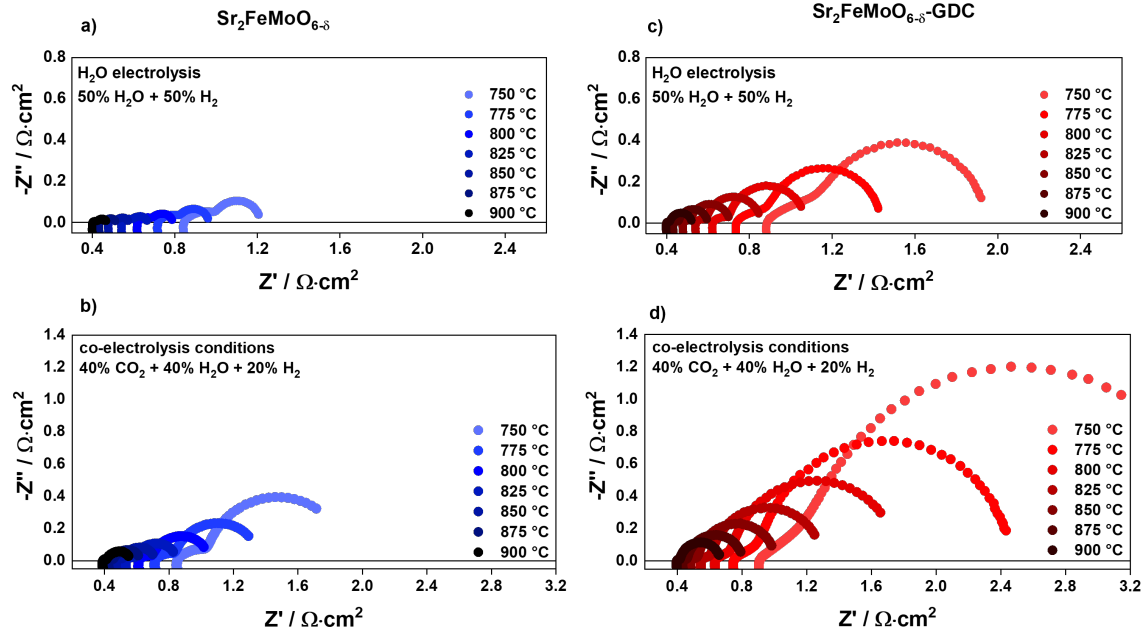 Sr₂FeMoO₆₋δ
a)
0.8
0.6
0.4
0.2
0.0
-Z'' / Ω·cm²
H₂O electrolysis
50% H₂O + 50% H₂
750 °C
775 °C
800 °C
825 °C
850 °C
875 °C
900 °C
0.4 0.8 1.2 1.6 2.0 2.4
Z' / Ω·cm²
Sr₂FeMoO₆₋δ-GDC
c)
0.8
0.6
0.4
0.2
0.0
-Z'' / Ω·cm²
H₂O electrolysis
50% H₂O + 50% H₂
750 °C
775 °C
800 °C
825 °C
850 °C
875 °C
900 °C
0.4 0.8 1.2 1.6 2.0 2.4
Z' / Ω·cm²
b)
1.4
1.2
1.0
0.8
0.6
0.4
0.2
0.0
-Z'' / Ω·cm²
co-electrolysis conditions
40% CO₂ + 40% H₂O + 20% H₂
750 °C
775 °C
800 °C
825 °C
850 °C
875 °C
900 °C
0.4 0.8 1.2 1.6 2.0 2.4 2.8 3.2
Z' / Ω·cm²
d)
1.4
1.2
1.0
0.8
0.6
0.4
0.2
0.0
-Z'' / Ω·cm²
co-electrolysis conditions
40% CO₂ + 40% H₂O + 20% H₂
750 °C
775 °C
800 °C
825 °C
850 °C
875 °C
900 °C
0.4 0.8 1.2 1.6 2.0 2.4 2.8 3.2
Z' / Ω·cm²